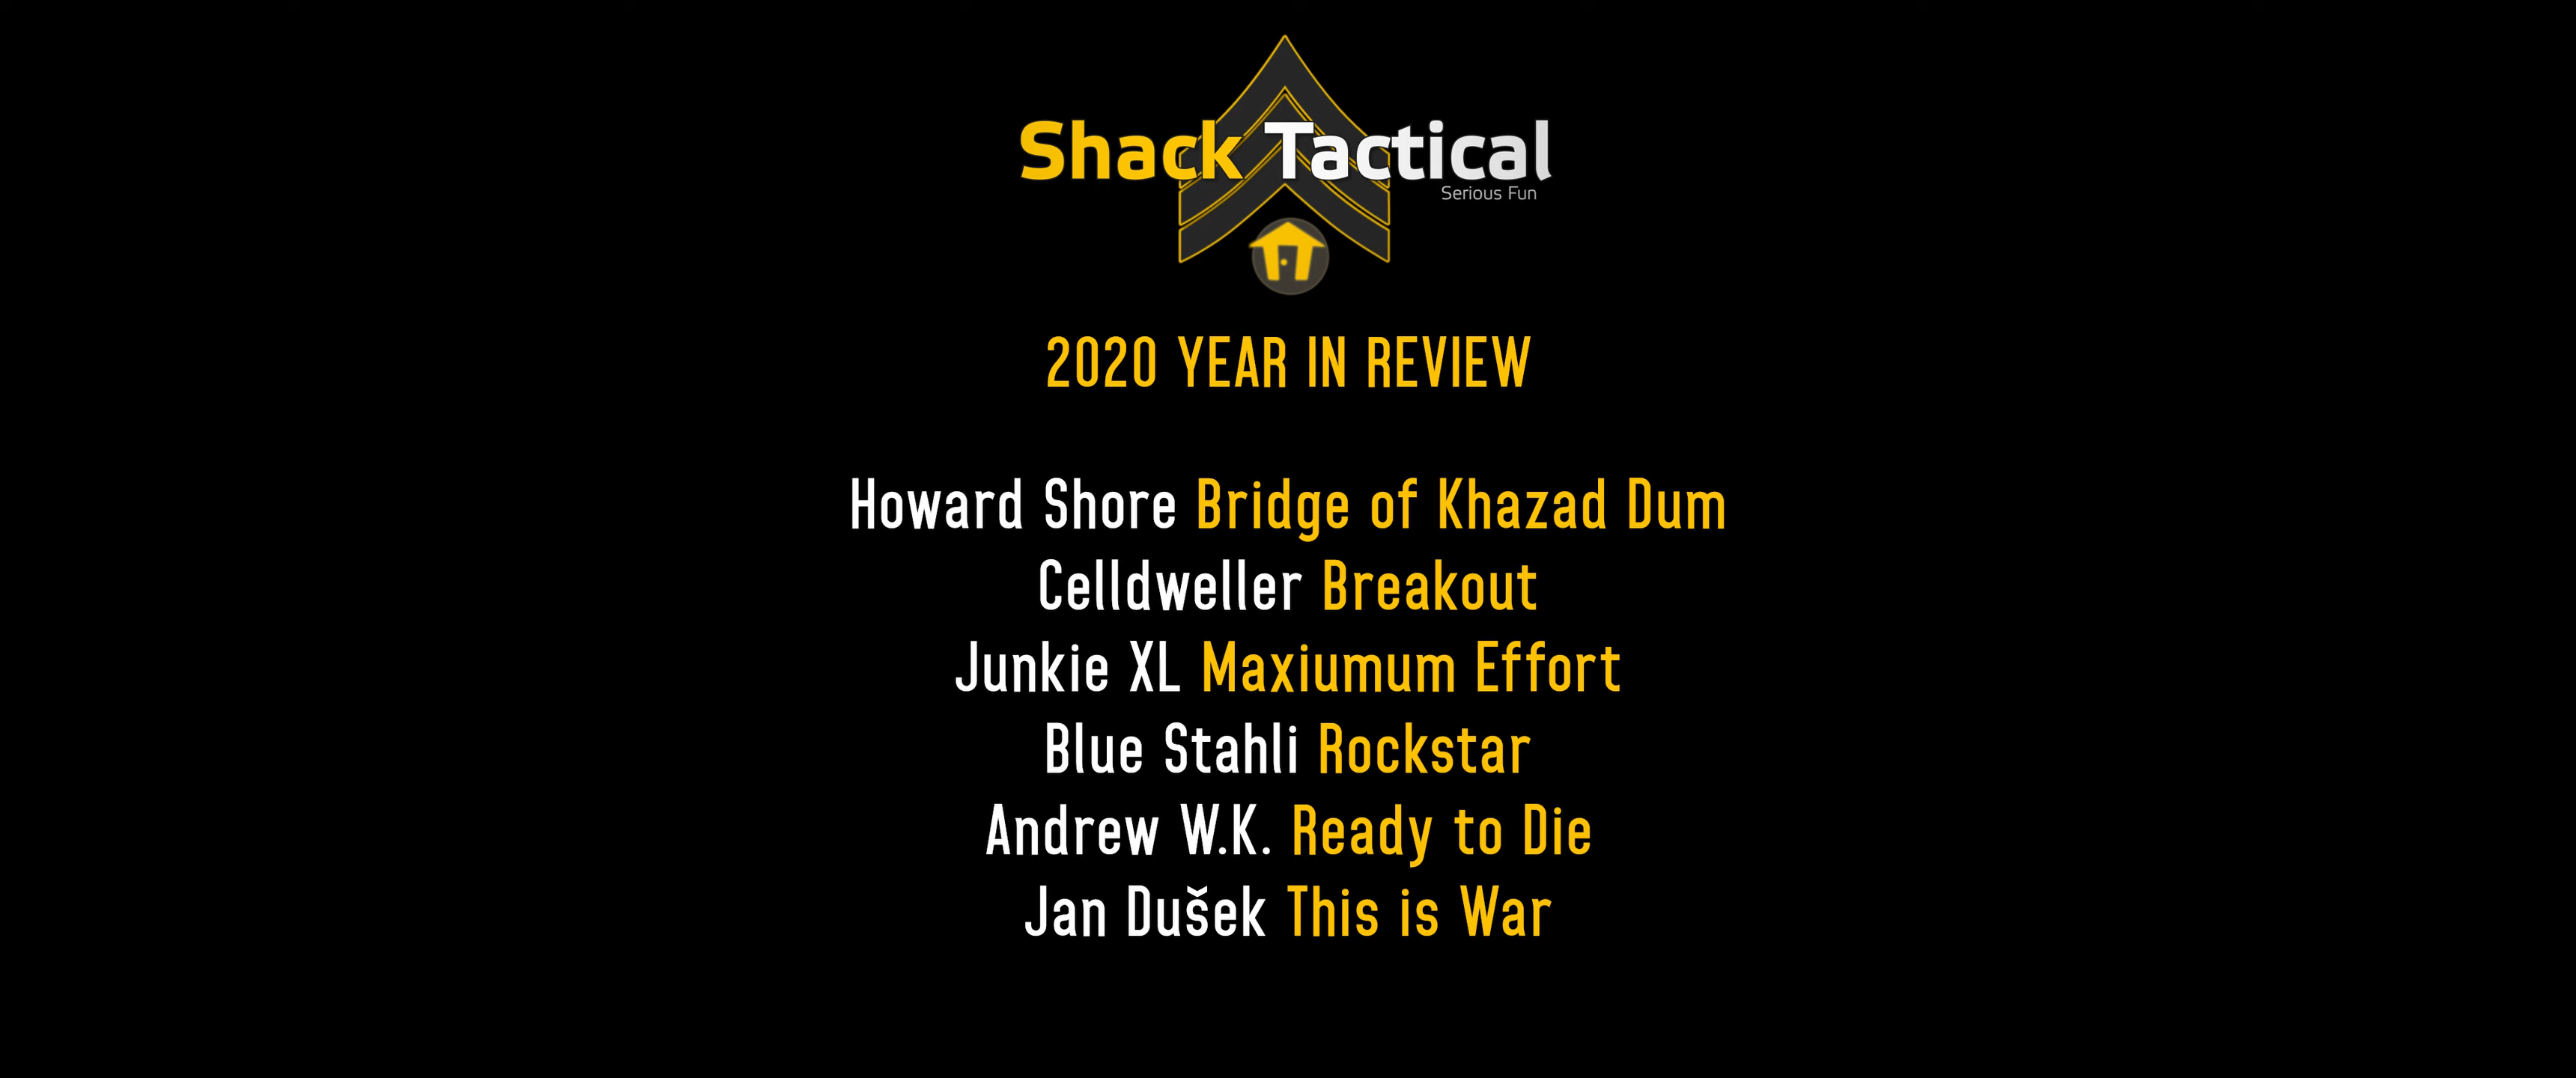 Shack Tactical
Serious Fun
2020 YEAR IN REVIEW
Howard Shore Bridge of Khazad Dum
Celldweller Breakout
Junkie XL Maxiumum Effort
Blue Stahli Rockstar
Andrew W.K. Ready to Die
Jan Dušek This is War